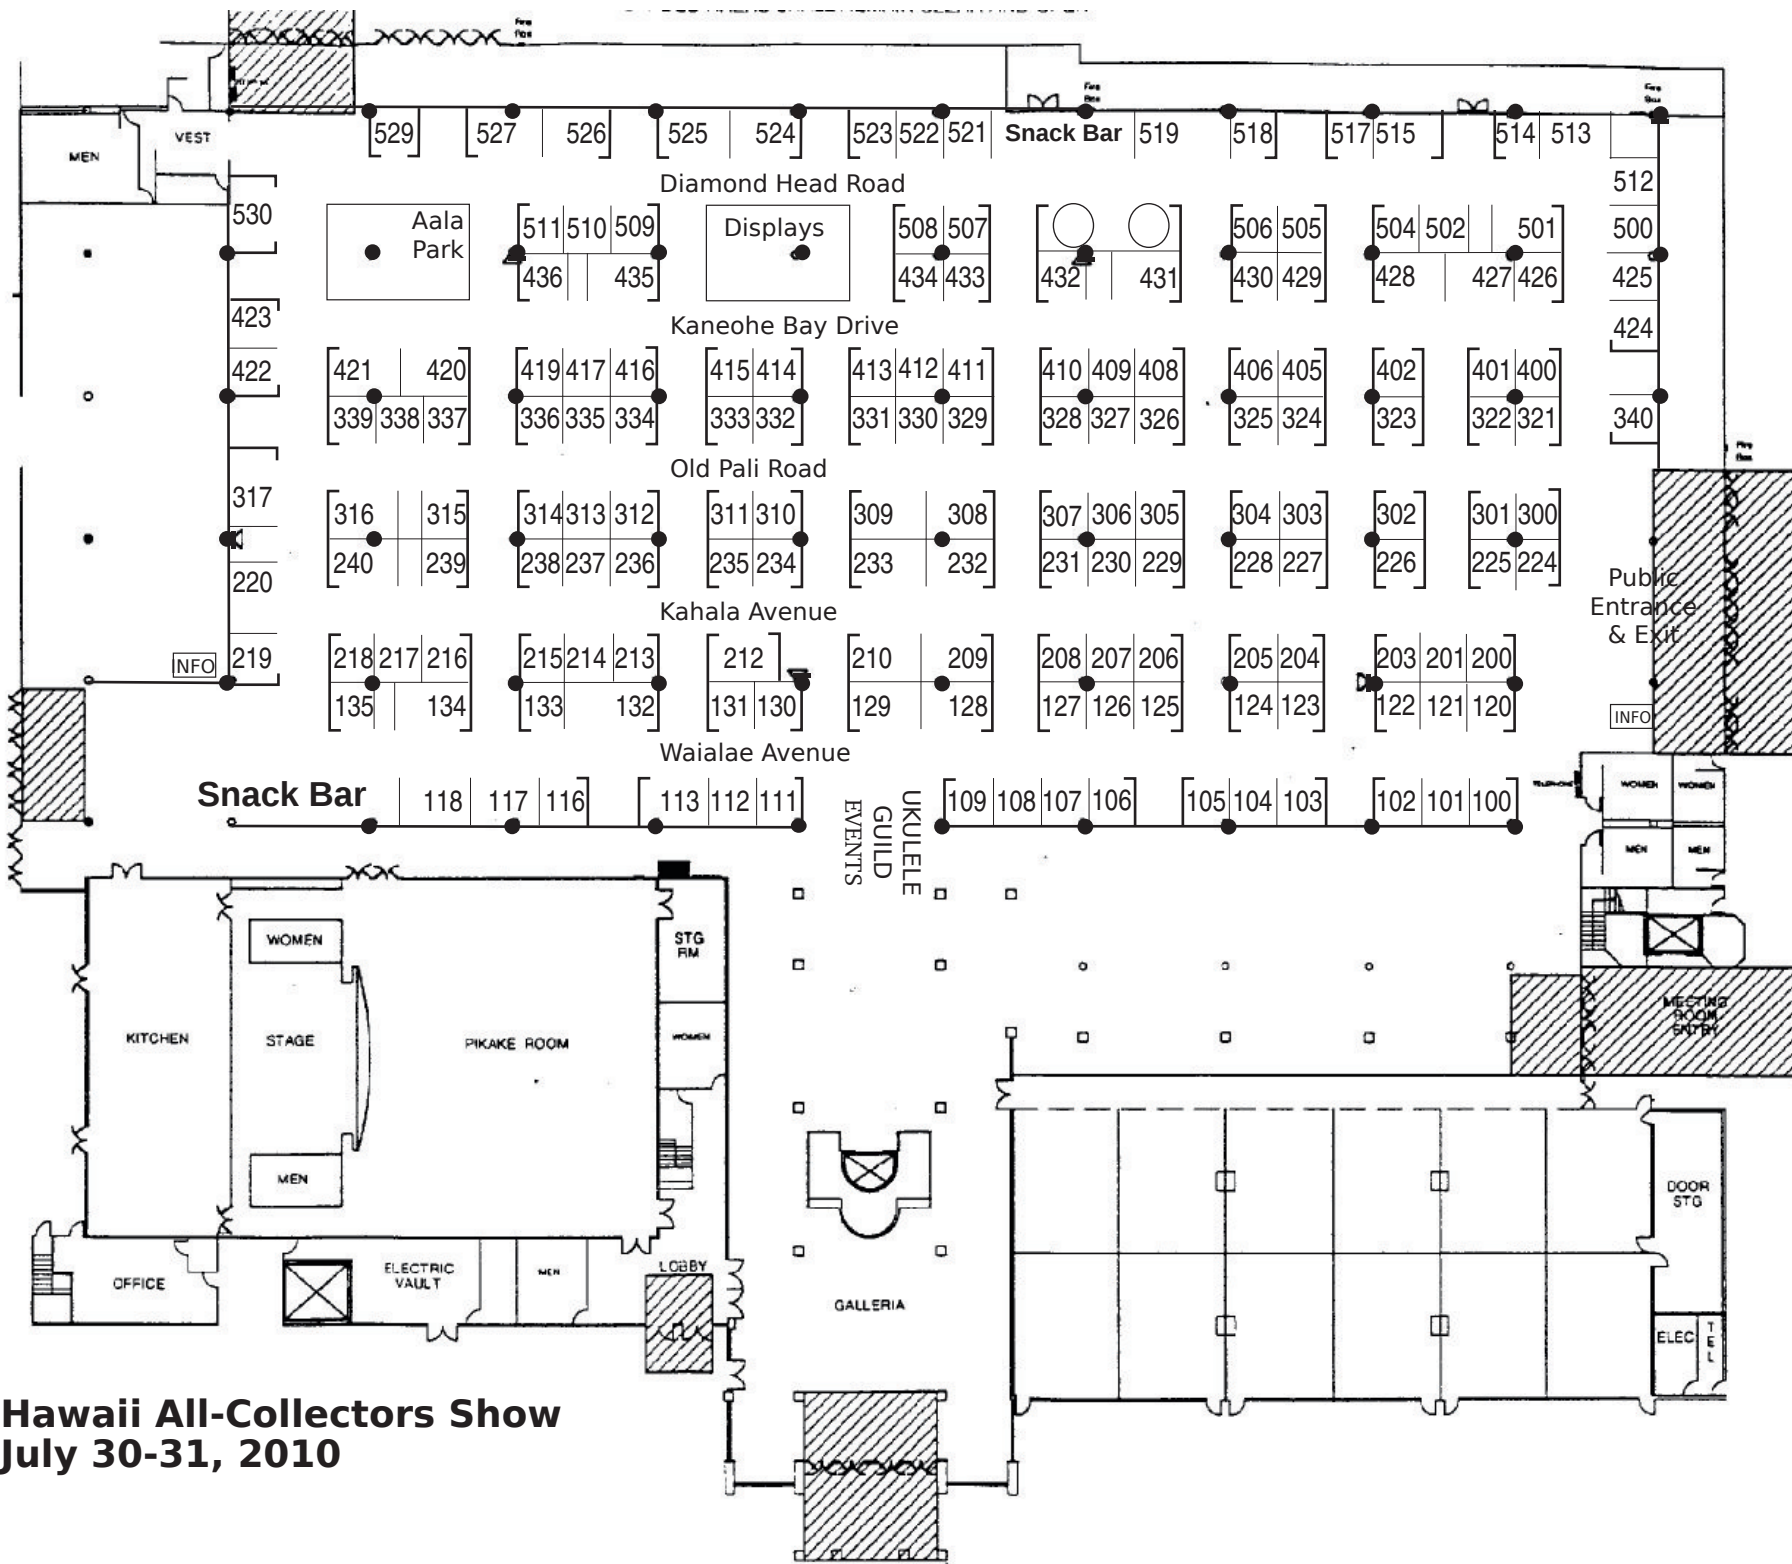 Fire
Box
VEST
MEN
529
527
526
525
524
523
522
521
Snack Bar
519
518
517
515
514
513
Fire
Box
Fire
Box
Diamond Head Road
512
530
Aala
Park
511
510
509
Displays
508
507
506
505
504
502
501
500
436
435
434
433
432
431
430
429
428
427
426
425
Kaneohe Bay Drive
423
424
422
421
420
419
417
416
415
414
413
412
411
410
409
408
406
405
402
401
400
339
338
337
336
335
334
333
332
331
330
329
328
327
326
325
324
323
322
321
340
Fire
Box
Old Pali Road
317
316
315
314
313
312
311
310
309
308
307
306
305
304
303
302
301
300
220
240
239
238
237
236
235
234
233
232
231
230
229
228
227
226
225
224
Public
Entrance
& Exit
Kahala Avenue
INFO
219
218
217
216
215
214
213
212
210
209
208
207
206
205
204
203
201
200
135
134
133
132
131
130
129
128
127
126
125
124
123
122
121
120
INFO
Waialae Avenue
Snack Bar
118
117
116
113
112
111
UKULELE
GUILD
EVENTS
109
108
107
106
105
104
103
102
101
100
TELEPHONE
WOMEN
WOMEN
MEN
MEN
WOMEN
STG
RM
KITCHEN
STAGE
PIKAKE ROOM
WOMEN
MEETING
ROOM
ENTRY
MEN
DOOR
STG
OFFICE
ELECTRIC
VAULT
MEN
LOBBY
GALLERIA
ELEC
TEL
Hawaii All-Collectors Show
July 30-31, 2010